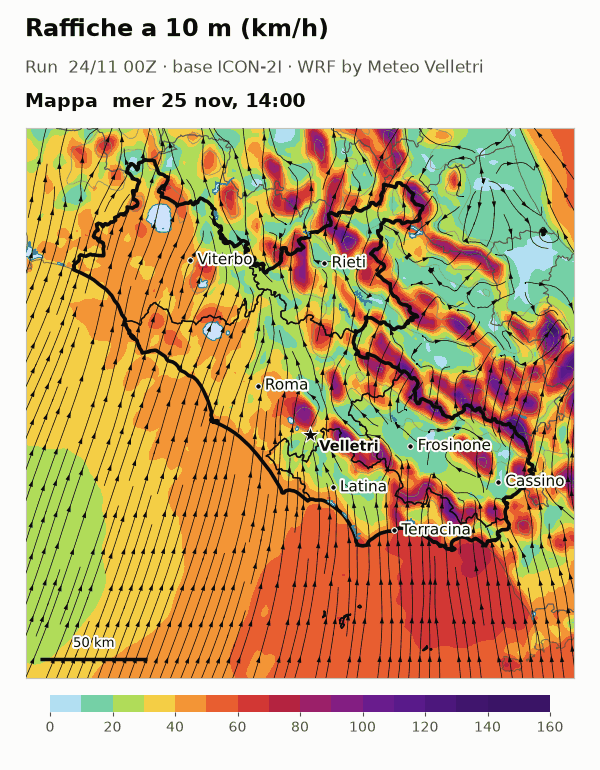 Raffiche a 10 m (km/h)
Run  24/11 00Z · base ICON-2I · WRF by Meteo Velletri
Mappa  mer 25 nov, 14:00
Viterbo
Rieti
Roma
Velletri
Frosinone
Latina
Cassino
Terracina
50 km
0 20 40 60 80 100 120 140 160